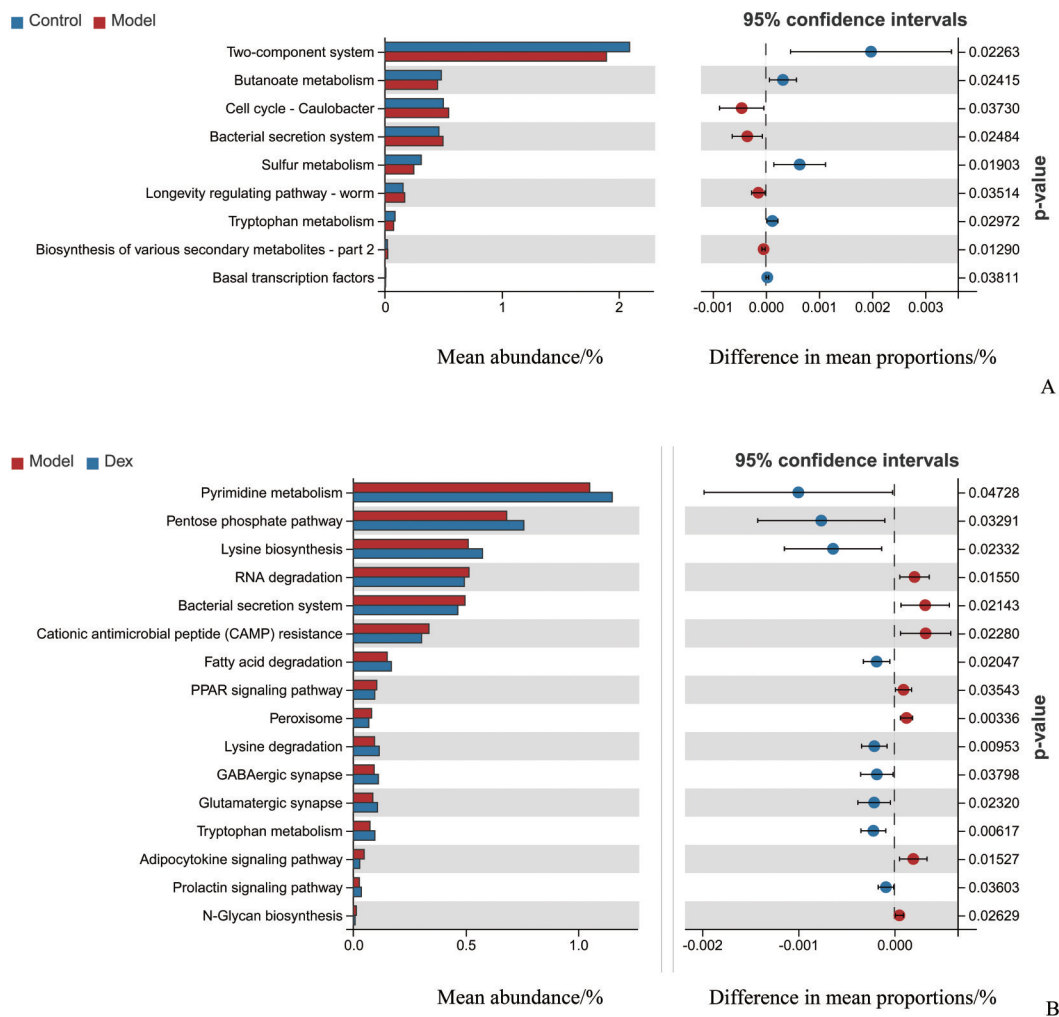 Control Model
95% confidence intervals
Two-component system 0.02263
Butanoate metabolism 0.02415
Cell cycle - Caulobacter 0.03730
Bacterial secretion system 0.02484
Sulfur metabolism 0.01903
Longevity regulating pathway - worm 0.03514
Tryptophan metabolism 0.02972
Biosynthesis of various secondary metabolites - part 2 0.01290
Basal transcription factors 0.03811
p-value
0 1 2 -0.001 0.000 0.001 0.002 0.003
Mean abundance/% Difference in mean proportions/%
A
Model Dex
95% confidence intervals
Pyrimidine metabolism 0.04728
Pentose phosphate pathway 0.03291
Lysine biosynthesis 0.02332
RNA degradation 0.01550
Bacterial secretion system 0.02143
Cationic antimicrobial peptide (CAMP) resistance 0.02280
Fatty acid degradation 0.02047
PPAR signaling pathway 0.03543
Peroxisome 0.00336
Lysine degradation 0.00953
GABAergic synapse 0.03798
Glutamatergic synapse 0.02320
Tryptophan metabolism 0.00617
Adipocytokine signaling pathway 0.01527
Prolactin signaling pathway 0.03603
N-Glycan biosynthesis 0.02629
p-value
0.0 0.5 1.0 -0.002 -0.001 0.000
Mean abundance/% Difference in mean proportions/%
B